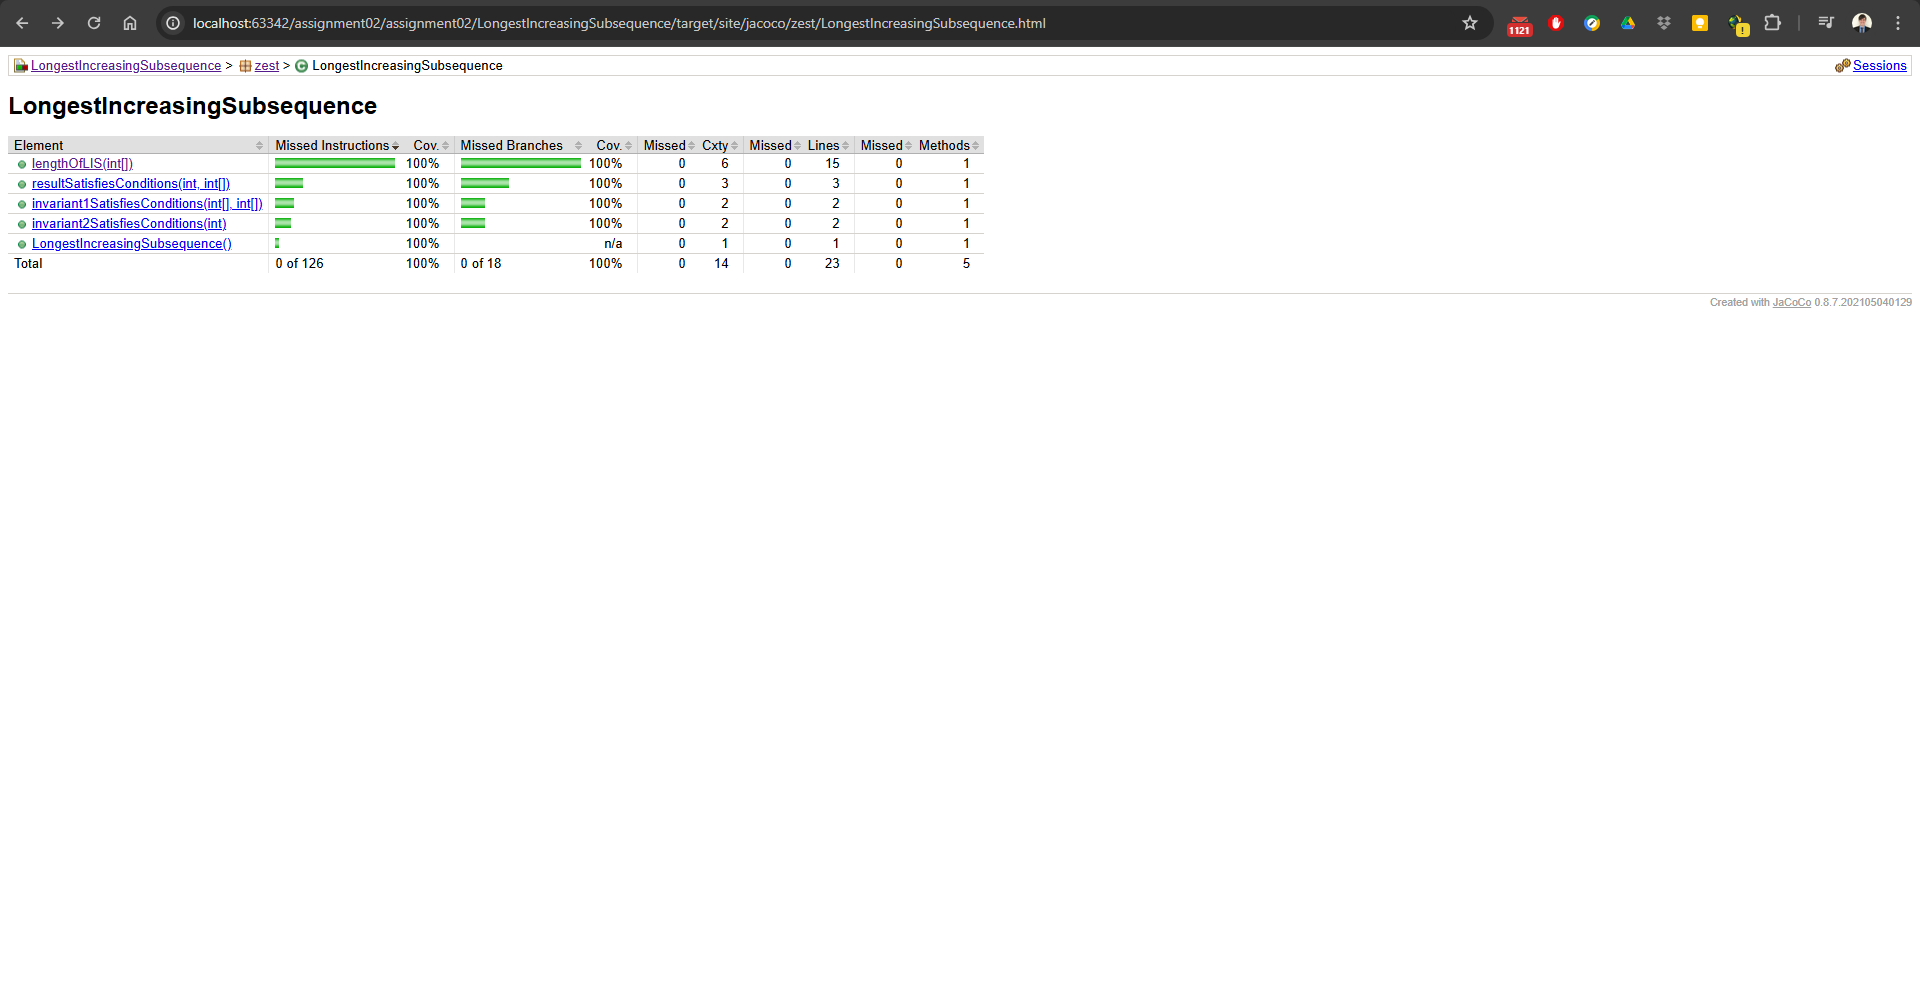 localhost:63342/assignment02/assignment02/LongestIncreasingSubsequence/target/site/jacoco/zest/LongestIncreasingSubsequence.html 1121
LongestIncreasingSubsequence > zest > LongestIncreasingSubsequence Sessions
LongestIncreasingSubsequence
Element Missed Instructions Cov. Missed Branches Cov. Missed Cxty Missed Lines Missed Methods
lengthOfLIS(int[]) 100% 100% 0 6 0 15 0 1
resultSatisfiesConditions(int, int[]) 100% 100% 0 3 0 3 0 1
invariant1SatisfiesConditions(int[], int[]) 100% 100% 0 2 0 2 0 1
invariant2SatisfiesConditions(int) 100% 100% 0 2 0 2 0 1
LongestIncreasingSubsequence() 100% n/a 0 1 0 1 0 1
Total 0 of 126 100% 0 of 18 100% 0 14 0 23 0 5
Created with JaCoCo 0.8.7.202105040129